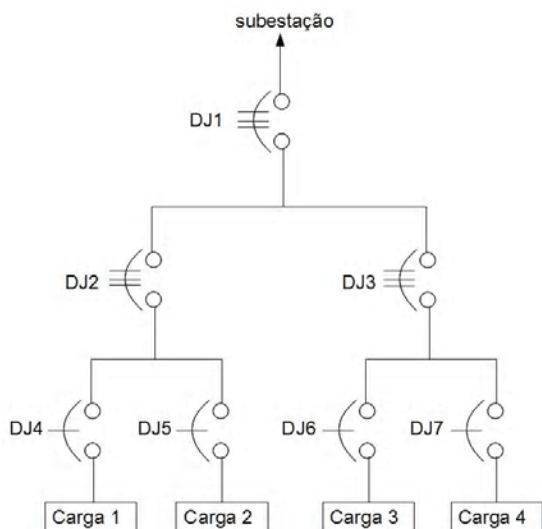 subestação
DJ1
DJ2
DJ3
DJ4
DJ5
DJ6
DJ7
Carga 1
Carga 2
Carga 3
Carga 4